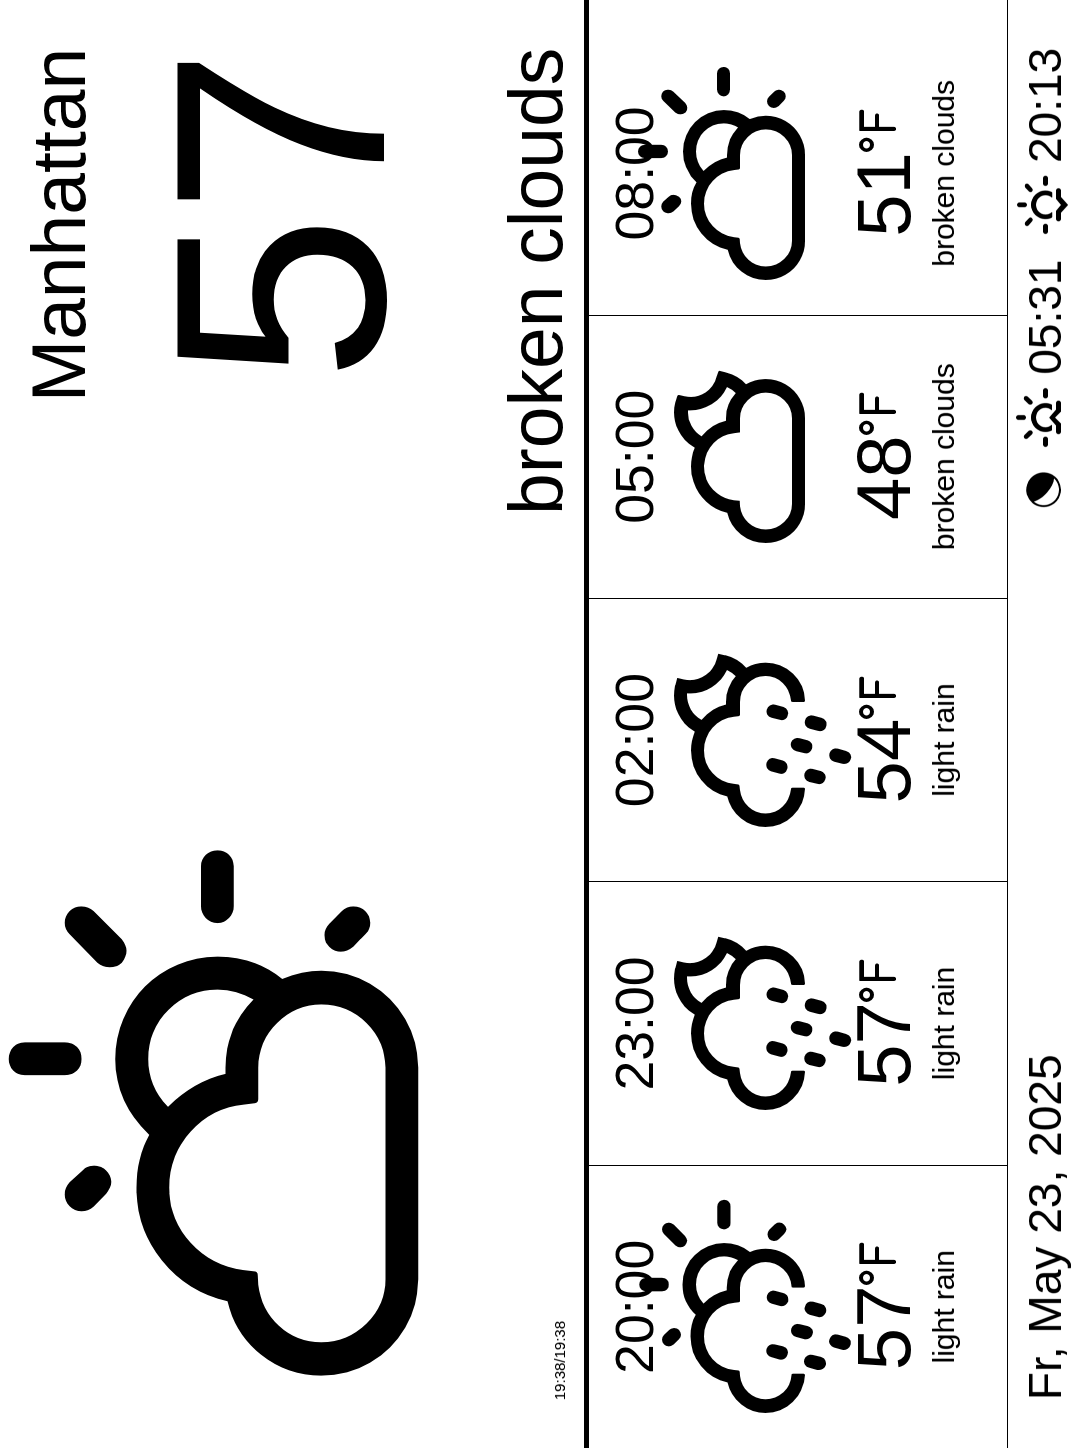 Manhattan
57
broken clouds
19:38/19:38
20:00 23:00 02:00 05:00 08:00
57°F 57°F 54°F 48°F 51°F
light rain light rain light rain broken clouds broken clouds
Fr, May 23, 2025 05:31 20:13